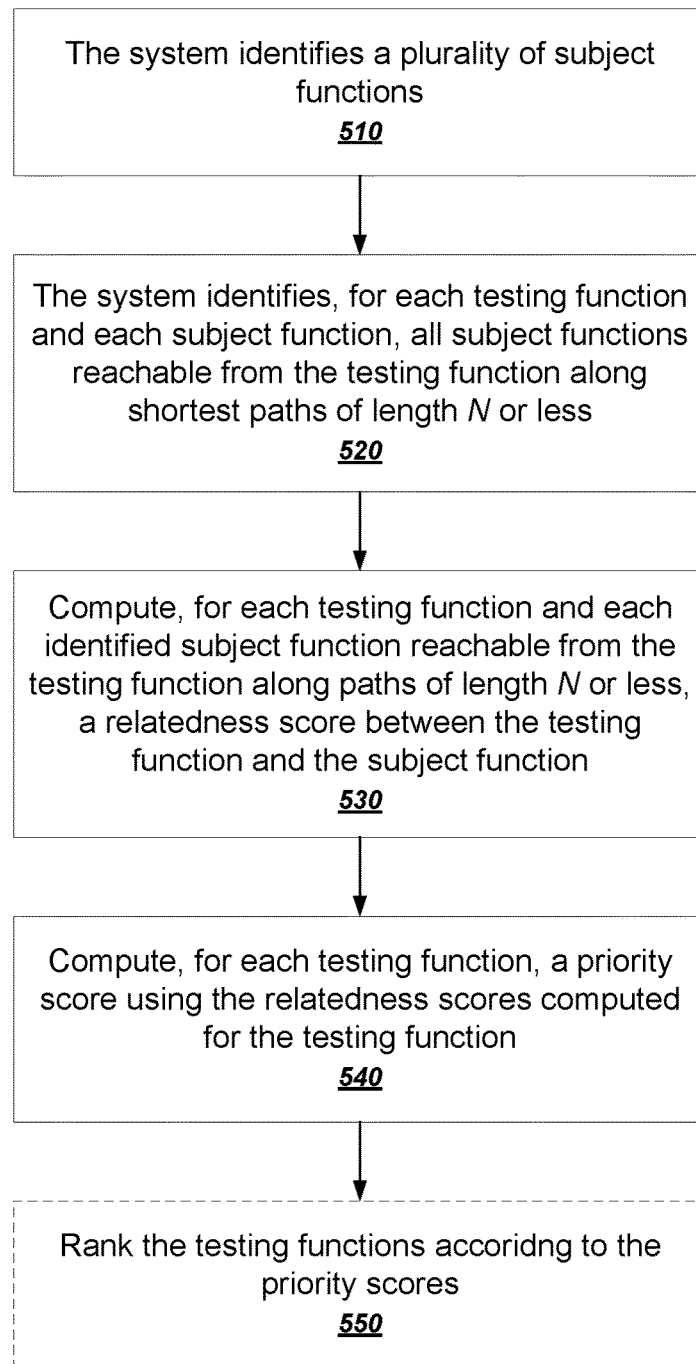 The system identifies a plurality of subject
functions
510
The system identifies, for each testing function
and each subject function, all subject functions
reachable from the testing function along
shortest paths of length N or less
520
Compute, for each testing function and each
identified subject function reachable from the
testing function along paths of length N or less,
a relatedness score between the testing
function and the subject function
530
Compute, for each testing function, a priority
score using the relatedness scores computed
for the testing function
540
Rank the testing functions accoridng to the
priority scores
550